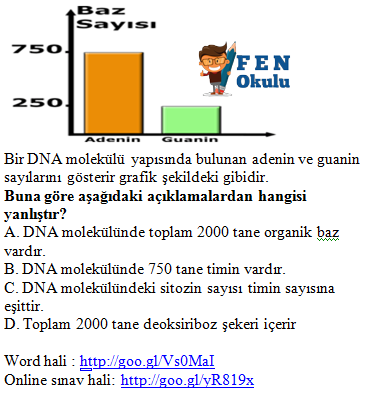 Baz
Sayısı
750
250
Adenin Guanin
FEN
Okulu
Bir DNA molekülü yapısında bulunan adenin ve guanin
sayılarını gösterir grafik şekildeki gibidir.
Buna göre aşağıdaki açıklamalardan hangisi
yanlıştır?
A. DNA molekülünde toplam 2000 tane organik baz
vardır.
B. DNA molekülünde 750 tane timin vardır.
C. DNA molekülündeki sitozin sayısı timin sayısına
eşittir.
D. Toplam 2000 tane deoksiriboz şekeri içerir
Word hali : http://goo.gl/Vs0MaI
Online sınav hali: http://goo.gl/yR819x